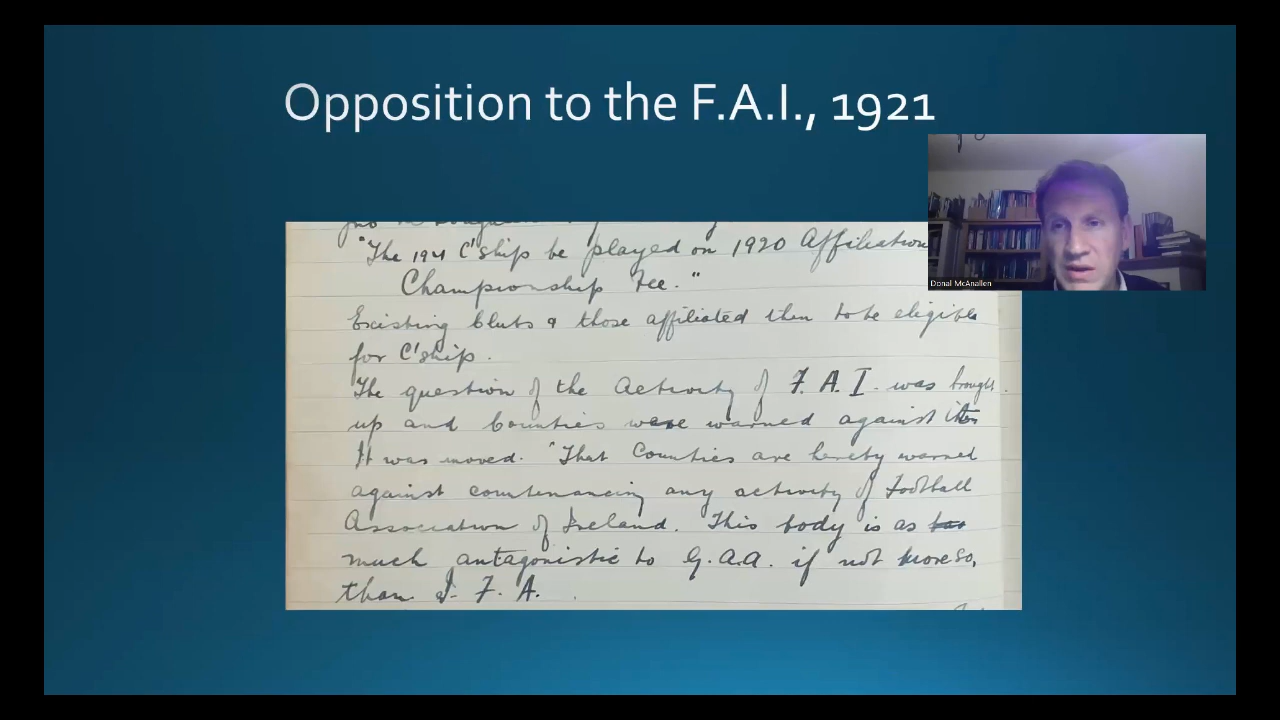 Opposition to the F.A.I., 1921
"The 1921 C'ship be played on 1920 Affiliation
Championship Fee."
Existing Clubs & those affiliated then to be eligible
for C'ship.
The question of the Activity of F. A. I. was brought
up and Counties were warned against
It was moved. "That Counties are hereby warned
against countenancing any activity of Football
Association of Ireland. This body is as
much antagonistic to G.A.A. if not more so,
than I. F. A.
Donal McAnallen